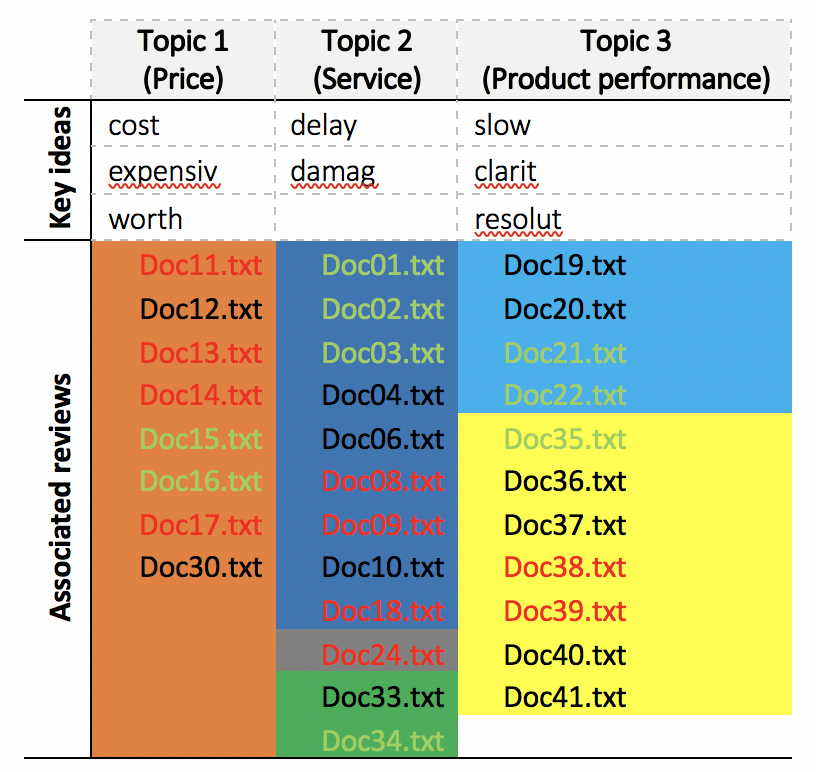 Topic 1 Topic 2 Topic 3
(Price) (Service) (Product performance)
Key ideas
cost delay slow
expensiv damag clarit
worth resolut
Associated reviews
Doc11.txt Doc01.txt Doc19.txt
Doc12.txt Doc02.txt Doc20.txt
Doc13.txt Doc03.txt Doc21.txt
Doc14.txt Doc04.txt Doc22.txt
Doc15.txt Doc06.txt Doc35.txt
Doc16.txt Doc08.txt Doc36.txt
Doc17.txt Doc09.txt Doc37.txt
Doc30.txt Doc10.txt Doc38.txt
Doc18.txt Doc39.txt
Doc24.txt Doc40.txt
Doc33.txt Doc41.txt
Doc34.txt